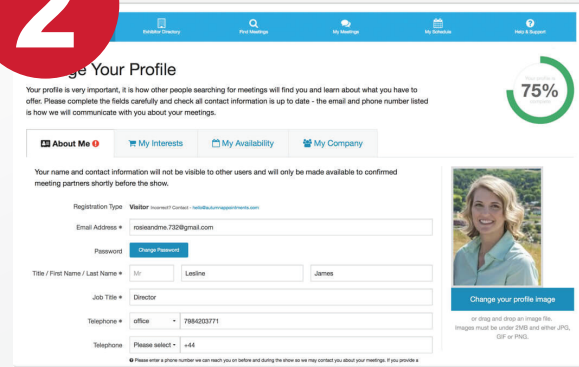 2
Exhibitor Directory
Find Meetings
My Meetings
My Schedule
Help & Support
Your Profile
Your profile is very important, it is how other people searching for meetings will find you and learn about what you have to
offer. Please complete the fields carefully and check all contact information is up to date - the email and phone number listed
is how we will communicate with you about your meetings.
Your profile is
75%
About Me
My Interests
My Availability
My Company
Your name and contact information will not be visible to other users and will only be made available to confirmed
meeting partners shortly before the show.
Registration Type Visitor Incorrect? Contact - hello@autumnappointments.com
Email Address * rosieandme.732@gmail.com
Password Change Password
Title / First Name / Last Name * Mr Lesline James
Job Title * Director
Telephone * office 7984203771
Telephone Please select +44
Please enter a phone number we can reach you on before and during the show so we may contact you about your meetings. If you provide a
Change your profile image
or drag and drop an image file.
Images must be under 2MB and either JPG,
GIF or PNG.